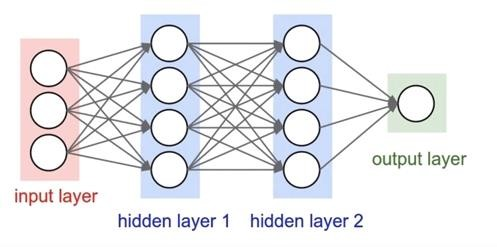 input layer
hidden layer 1
hidden layer 2
output layer